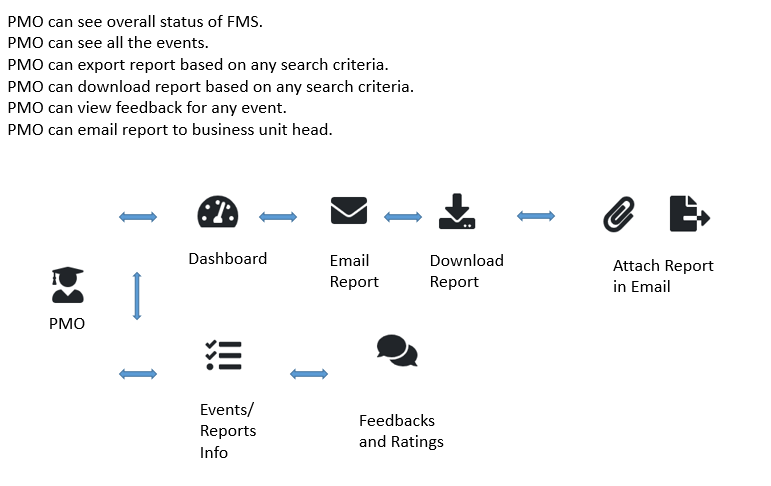 PMO can see overall status of FMS.
PMO can see all the events.
PMO can export report based on any search criteria.
PMO can download report based on any search criteria.
PMO can view feedback for any event.
PMO can email report to business unit head.
Dashboard
Email
Report
Download
Report
Attach Report
in Email
PMO
Events/
Reports
Info
Feedbacks
and Ratings